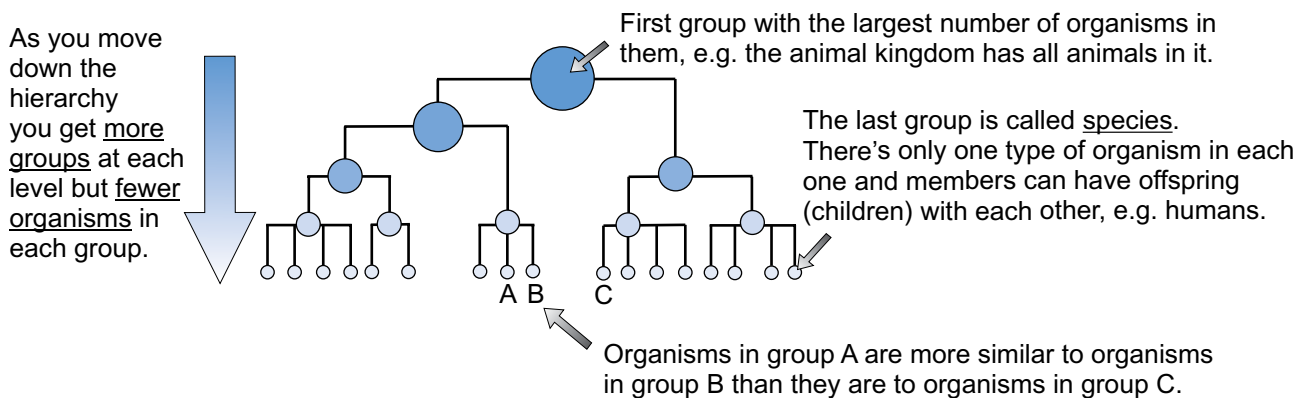 As you move
down the
hierarchy
you get more
groups at each
level but fewer
organisms in
each group.
First group with the largest number of organisms in
them, e.g. the animal kingdom has all animals in it.
The last group is called species.
There's only one type of organism in each
one and members can have offspring
(children) with each other, e.g. humans.
A B
C
Organisms in group A are more similar to organisms
in group B than they are to organisms in group C.